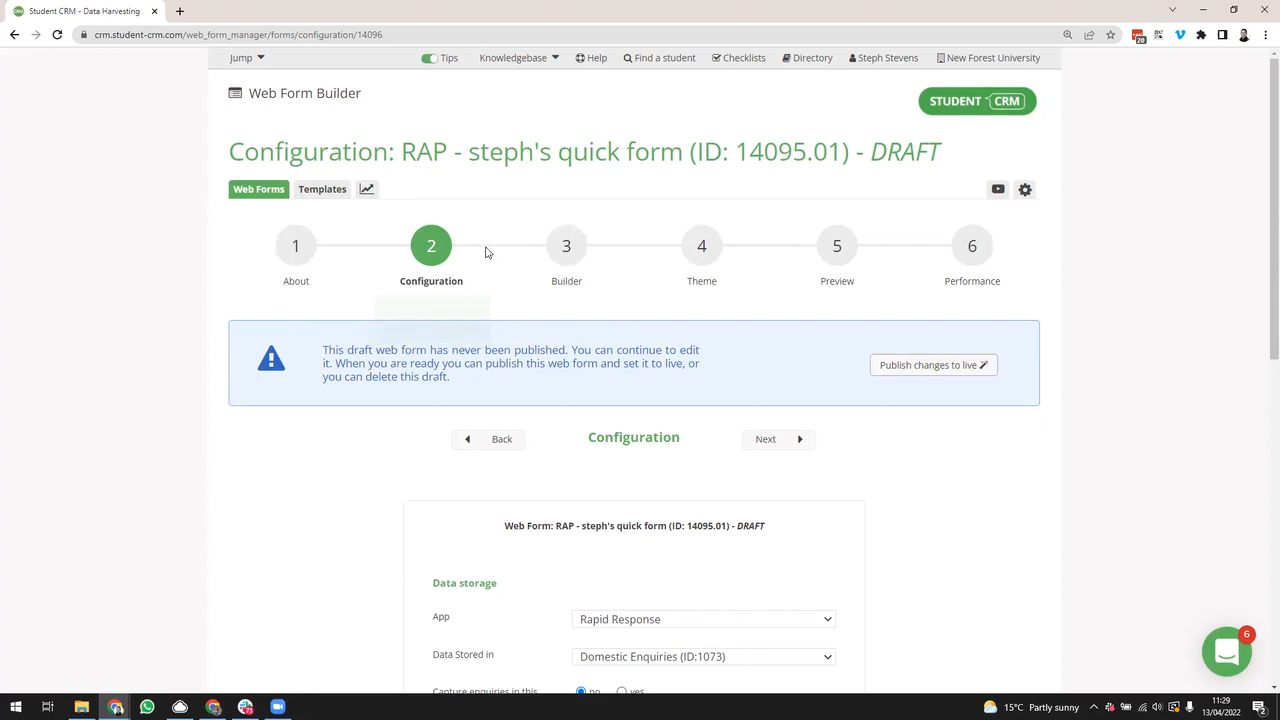 Student CRM - Data Harvesting
crm.student-crm.com/web_form_manager/forms/configuration/14096
20
Jump
Tips
Knowledgebase
Help
Find a student
Checklists
Directory
Steph Stevens
New Forest University
Web Form Builder
STUDENT CRM
Configuration: RAP - steph's quick form (ID: 14095.01) - DRAFT
Web Forms
Templates
1
2
3
4
5
6
About
Configuration
Builder
Theme
Preview
Performance
This draft web form has never been published. You can continue to edit
it. When you are ready you can publish this web form and set it to live, or
you can delete this draft.
Publish changes to live
Back
Configuration
Next
Web Form: RAP - steph's quick form (ID: 14095.01) - DRAFT
Data storage
App
Rapid Response
Data Stored in
Domestic Enquiries (ID:1073)
Capture enquiries in this
no
yes
6
15°C Partly sunny
11:29
13/04/2022
2